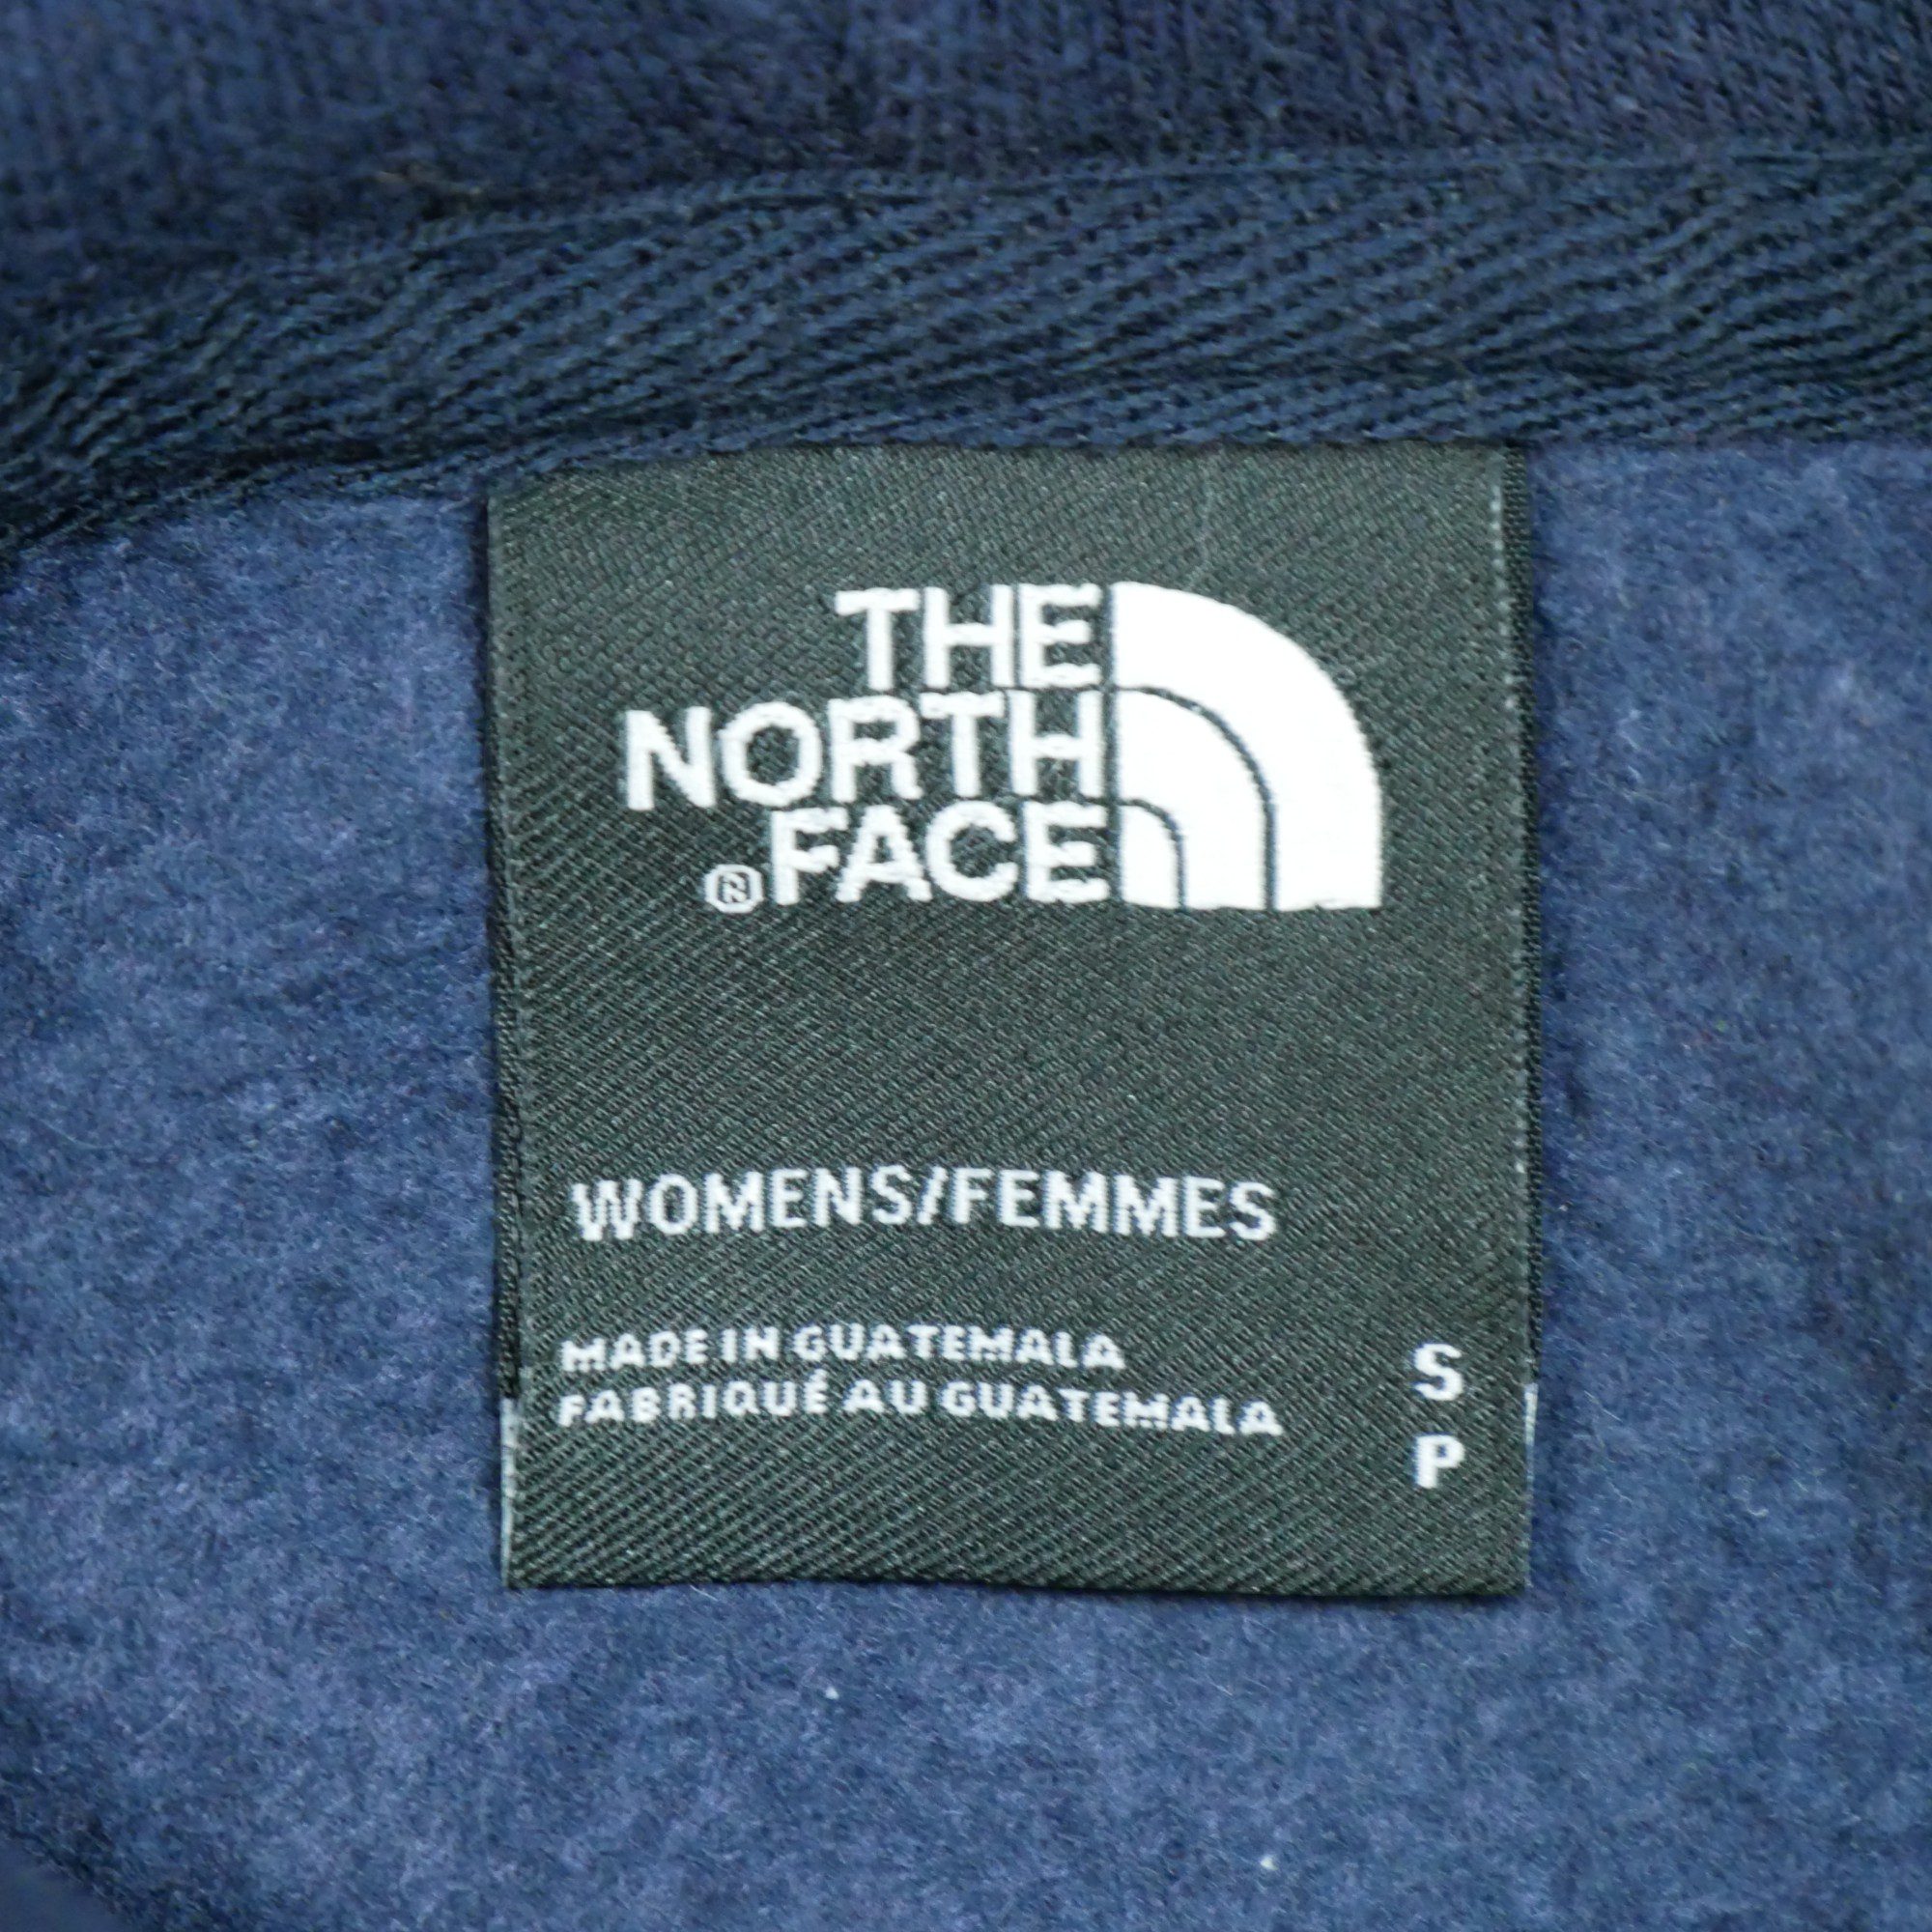 THE
NORTH
®FACE
WOMENS/FEMMES
MADE IN GUATEMALA
FABRIQUÉ AU GUATEMALA
S
P